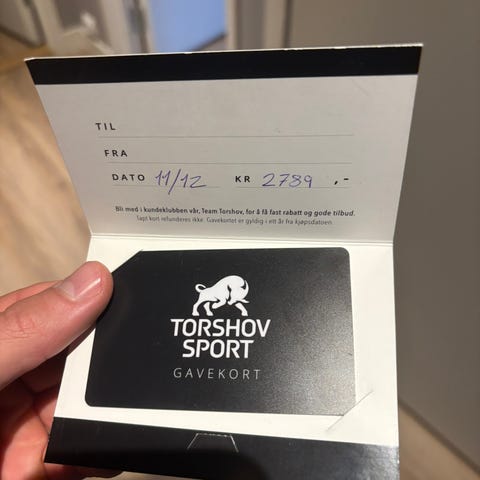 TIL
FRA
DATO 11/12 KR 2789 .-
Bli med i kundeklubben vår, Team Torshov, for å få fast rabatt og gode tilbud.
Tapt kort refunderes ikke. Gavekortet er gyldig i ett år fra kjøpsdatoen.
TORSHOV
SPORT
GAVEKORT